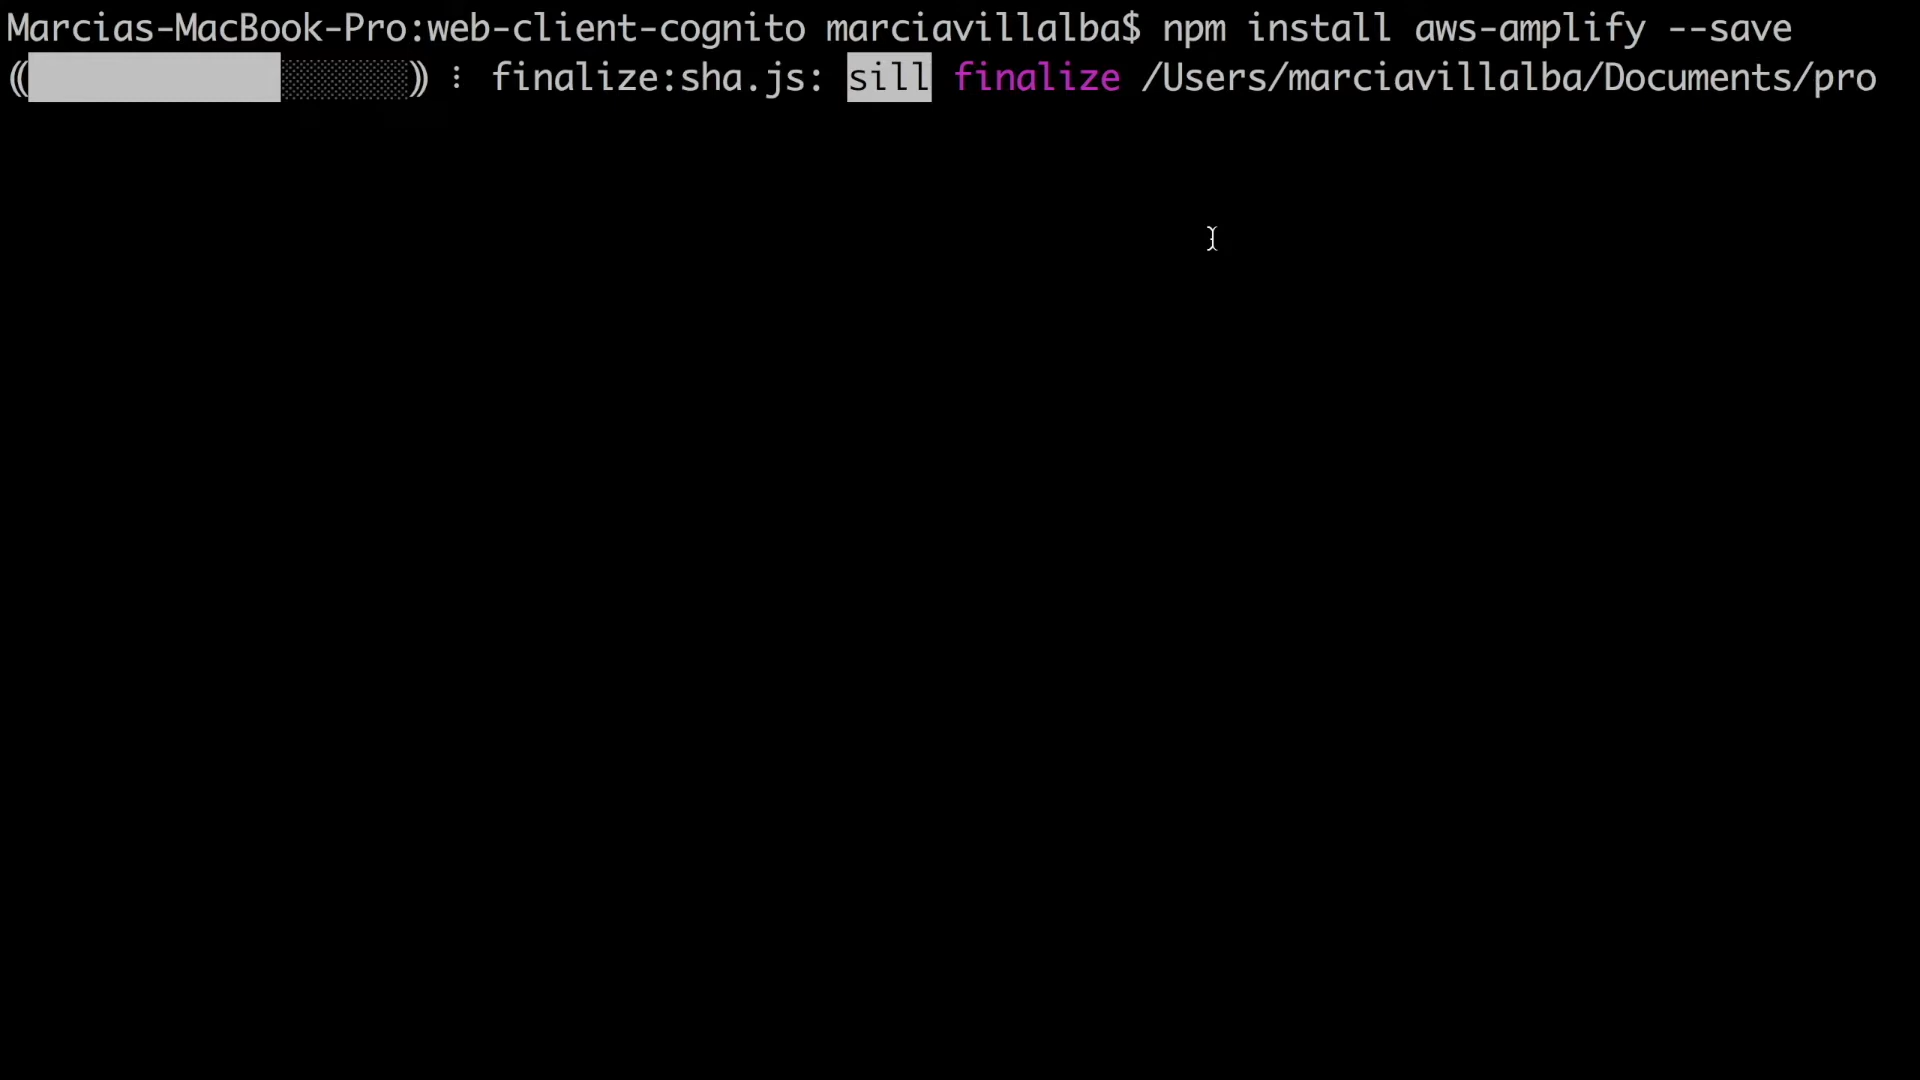 Marcias-MacBook-Pro:web-client-cognito marciavillalba$ npm install aws-amplify --save
(██████████████████░░░░░░░░░) ⠸ finalize:sha.js: sill finalize /Users/marciavillalba/Documents/pro